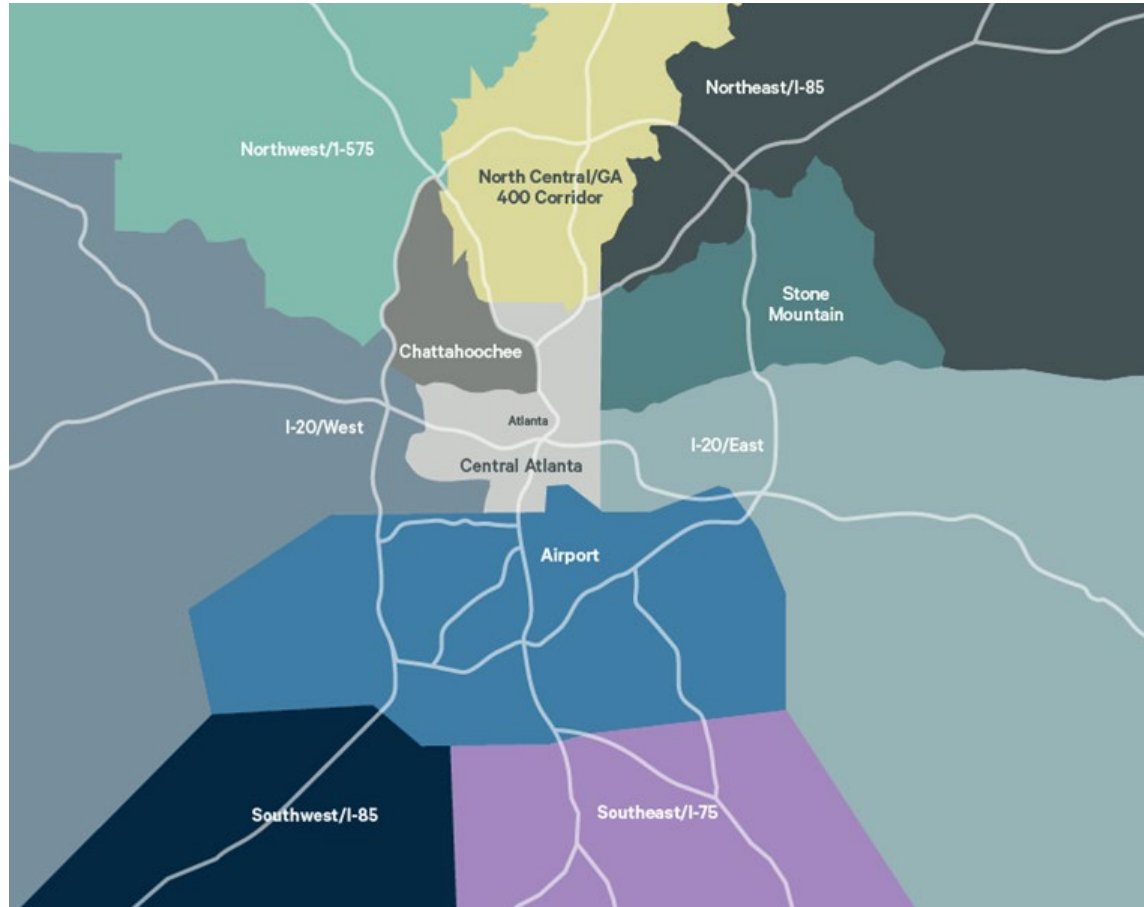 Northeast/I-85
Northwest/1-575
North Central/GA
400 Corridor
Stone
Mountain
Chattahoochee
Atlanta
I-20/West
I-20/East
Central Atlanta
Airport
Southwest/I-85
Southeast/I-75